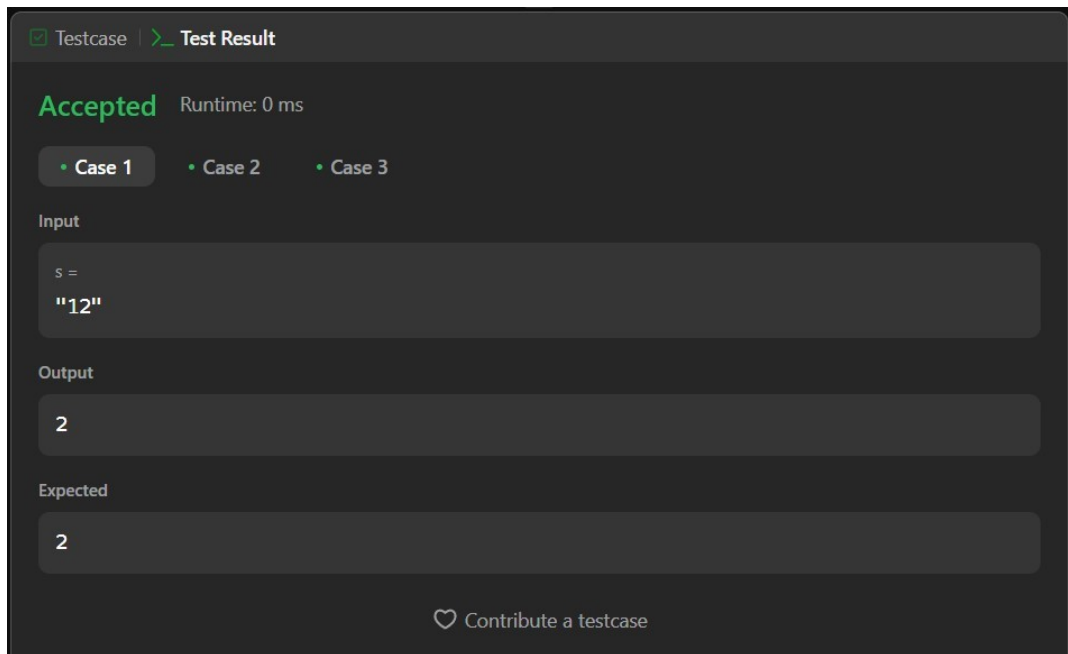 Testcase | >_ Test Result
Accepted Runtime: 0 ms
• Case 1 • Case 2 • Case 3
Input
s =
"12"
Output
2
Expected
2
Contribute a testcase